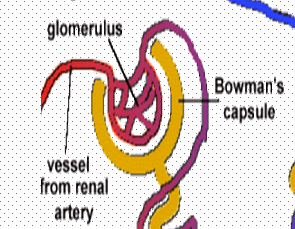 glomerulus
Bowman's
capsule
vessel
from renal
artery